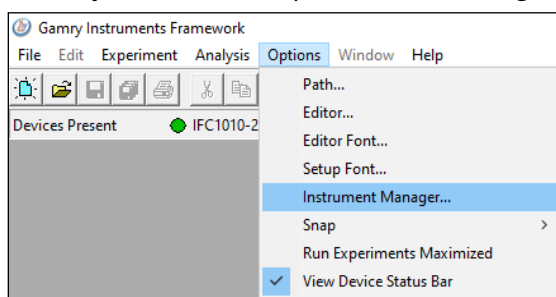 Gamry Instruments Framework
File Edit Experiment Analysis Options Window Help
Path...
Devices Present IFC1010-2
Editor...
Editor Font...
Setup Font...
Instrument Manager...
Snap
Run Experiments Maximized
View Device Status Bar